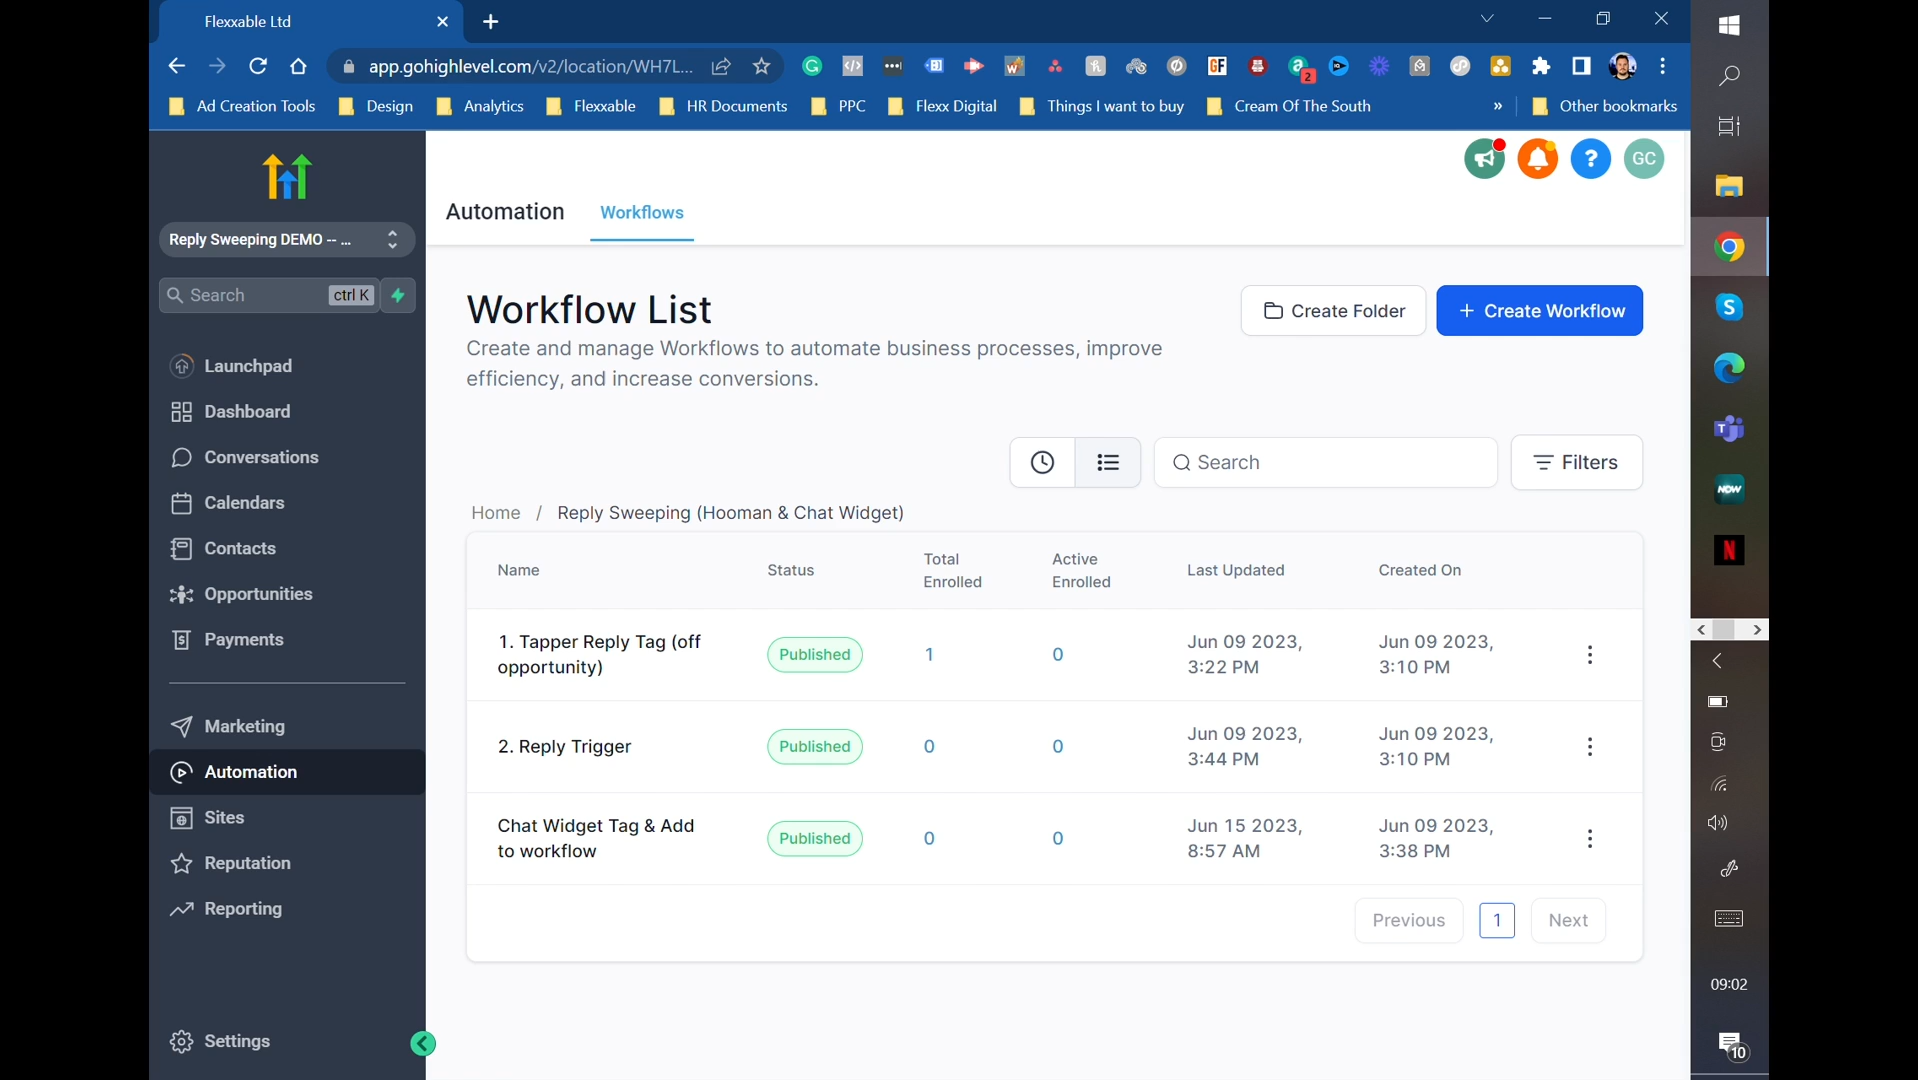 Flexxable Ltd
app.gohighlevel.com/v2/location/WH7L...
2
Ad Creation Tools
Design
Analytics
Flexxable
HR Documents
PPC
Flexx Digital
Things I want to buy
Cream Of The South
»
Other bookmarks
GC
Automation
Workflows
Reply Sweeping DEMO -- ...
Search
ctrl K
Launchpad
Dashboard
Conversations
Calendars
Contacts
Opportunities
Payments
Marketing
Automation
Sites
Reputation
Reporting
Settings
Workflow List
Create and manage Workflows to automate business processes, improve
efficiency, and increase conversions.
Create Folder
+ Create Workflow
Search
Filters
Home / Reply Sweeping (Hooman & Chat Widget)
Name
Status
Total
Enrolled
Active
Enrolled
Last Updated
Created On
1. Tapper Reply Tag (off
opportunity)
Published
1
0
Jun 09 2023,
3:22 PM
Jun 09 2023,
3:10 PM
2. Reply Trigger
Published
0
0
Jun 09 2023,
3:44 PM
Jun 09 2023,
3:10 PM
Chat Widget Tag & Add
to workflow
Published
0
0
Jun 15 2023,
8:57 AM
Jun 09 2023,
3:38 PM
Previous
1
Next
NOW
09:02
10